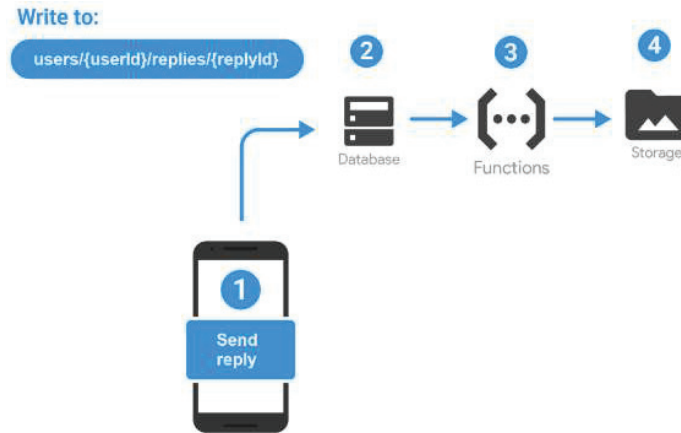 Write to:
users/{userId}/replies/{replyId}
2
3
4
Database
Functions
Storage
1
Send
reply